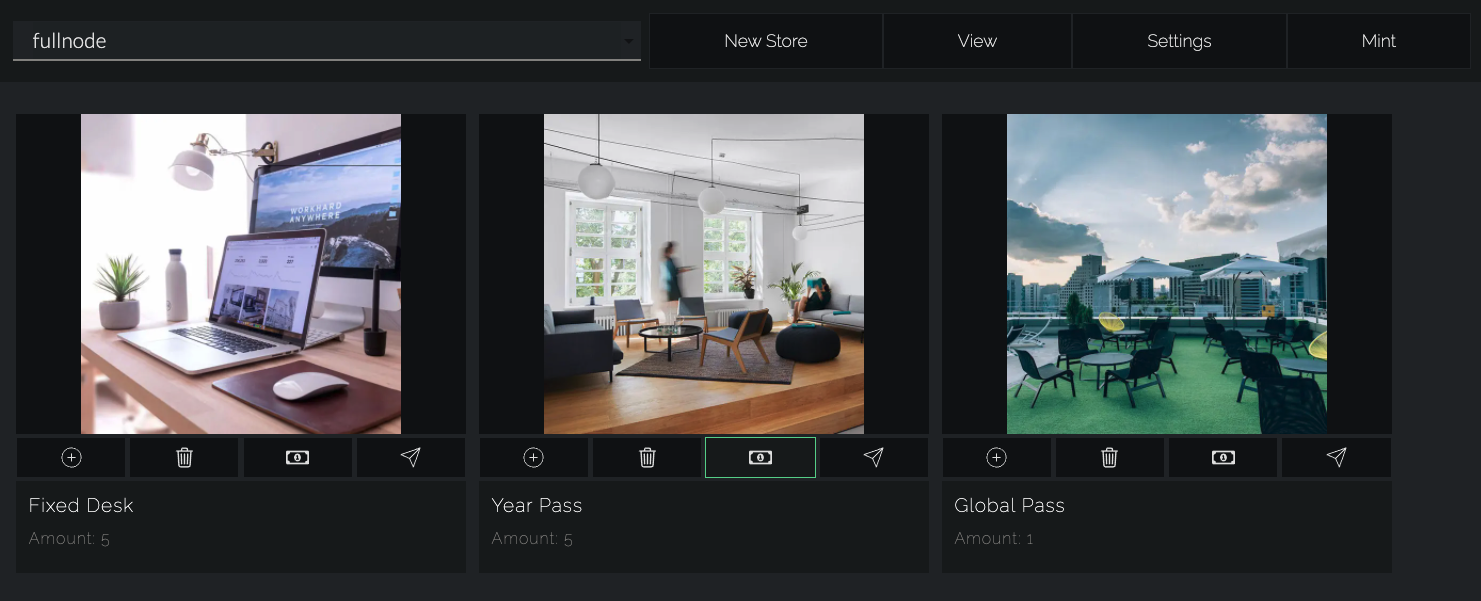 fullnode
New Store
View
Settings
Mint
WORKHARD
ANYWHERE
Fixed Desk
Amount: 5
Year Pass
Amount: 5
Global Pass
Amount: 1